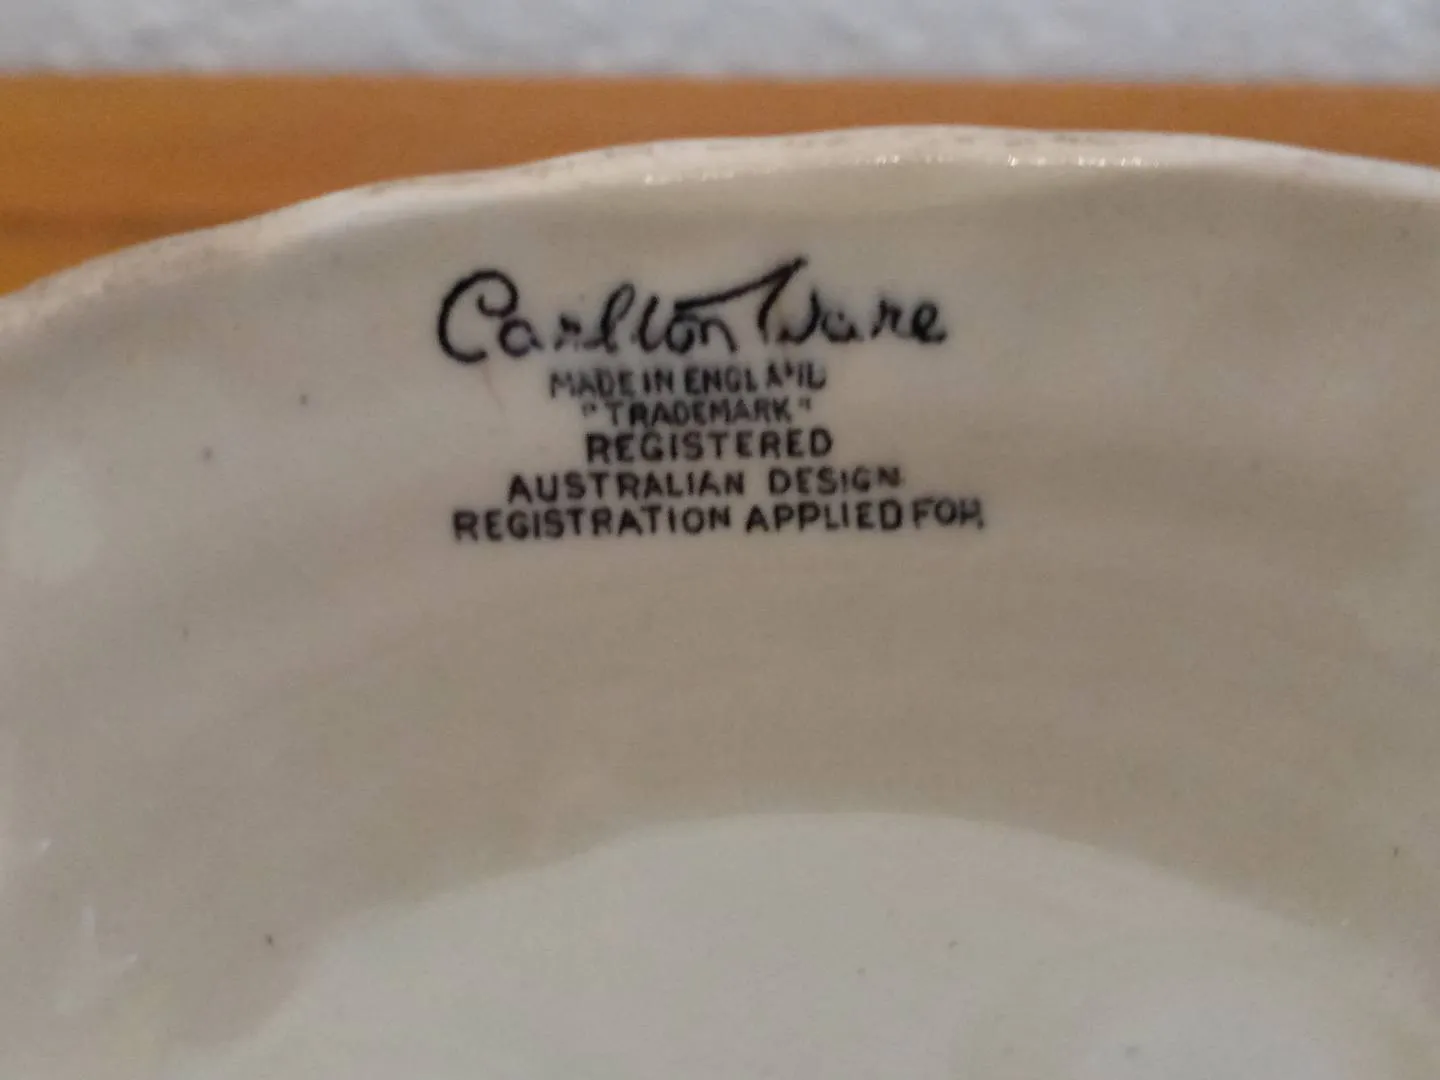 Carlton Ware
MADE IN ENGLAND
"TRADEMARK"
REGISTERED
AUSTRALIAN DESIGN
REGISTRATION APPLIED FOR,